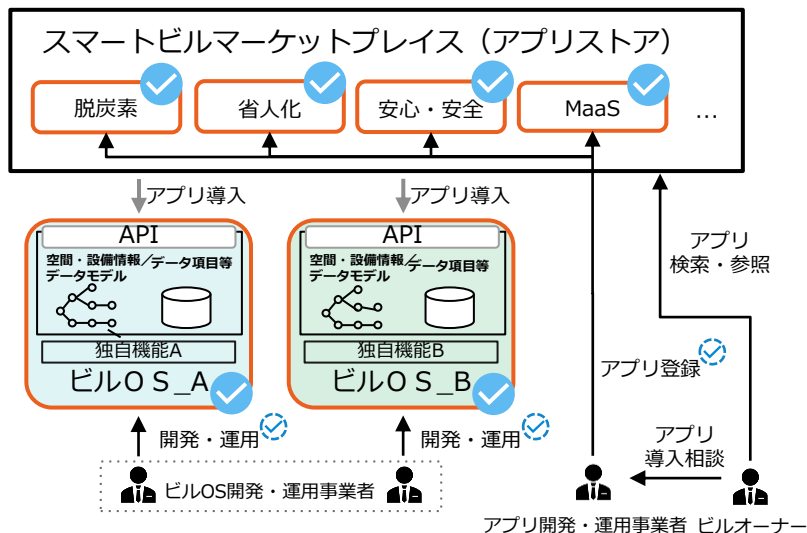 スマートビルマーケットプレイス（アプリストア）
脱炭素
省人化
安心・安全
MaaS
…
アプリ導入
アプリ導入
API
空間・設備情報/データ項目等
データモデル
独自機能A
ビルＯＳ_A
API
空間・設備情報/データ項目等
データモデル
独自機能B
ビルＯＳ_B
アプリ
検索・参照
アプリ登録
開発・運用
開発・運用
アプリ
導入相談
ビルOS開発・運用事業者
アプリ開発・運用事業者
ビルオーナー